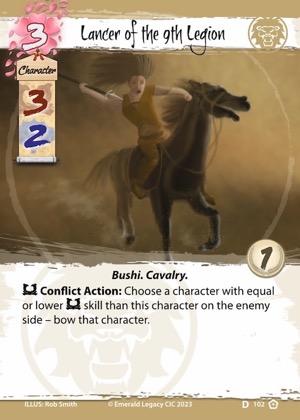 3
Lancer of the 9th Legion
Character
3
2
1
Bushi. Cavalry.
Conflict Action: Choose a character with equal
or lower skill than this character on the enemy
side – bow that character.
ILLUS: Rob Smith
© Emerald Legacy CIC 2023
D 102